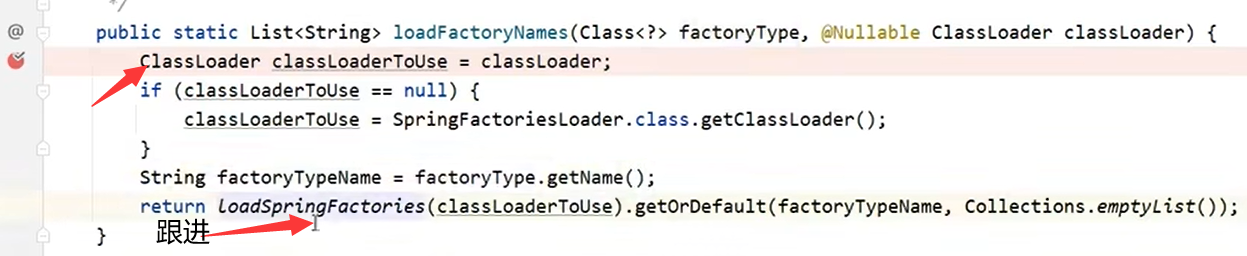 */
@ public static List<String> loadFactoryNames(Class<?> factoryType, @Nullable ClassLoader classLoader) {
ClassLoader classLoaderToUse = classLoader;
if (classLoaderToUse == null) {
classLoaderToUse = SpringFactoriesLoader.class.getClassLoader();
}
String factoryTypeName = factoryType.getName();
return loadSpringFactories(classLoaderToUse).getOrDefault(factoryTypeName, Collections.emptyList());
} 跟进